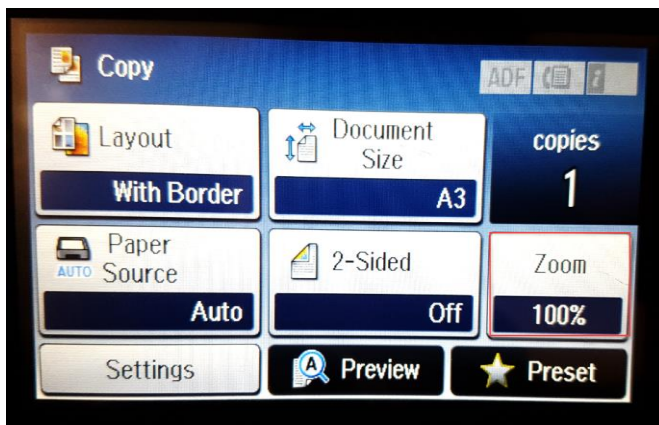 Copy
ADF
Layout
With Border
Document
Size
A3
copies
1
AUTO
Paper
Source
Auto
2-Sided
Off
Zoom
100%
Settings
A
Preview
Preset